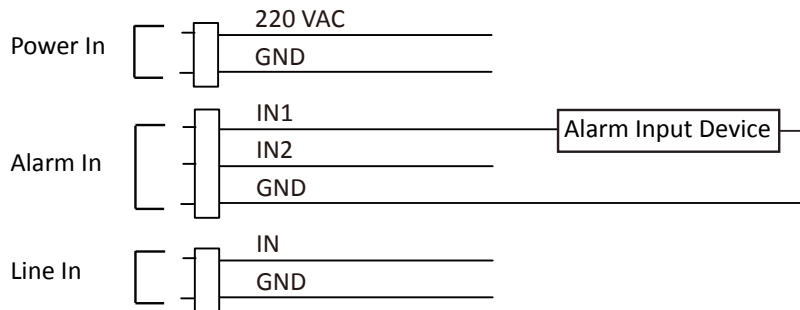 220 VAC
Power In
GND
IN1
Alarm Input Device
IN2
Alarm In
GND
IN
Line In
GND